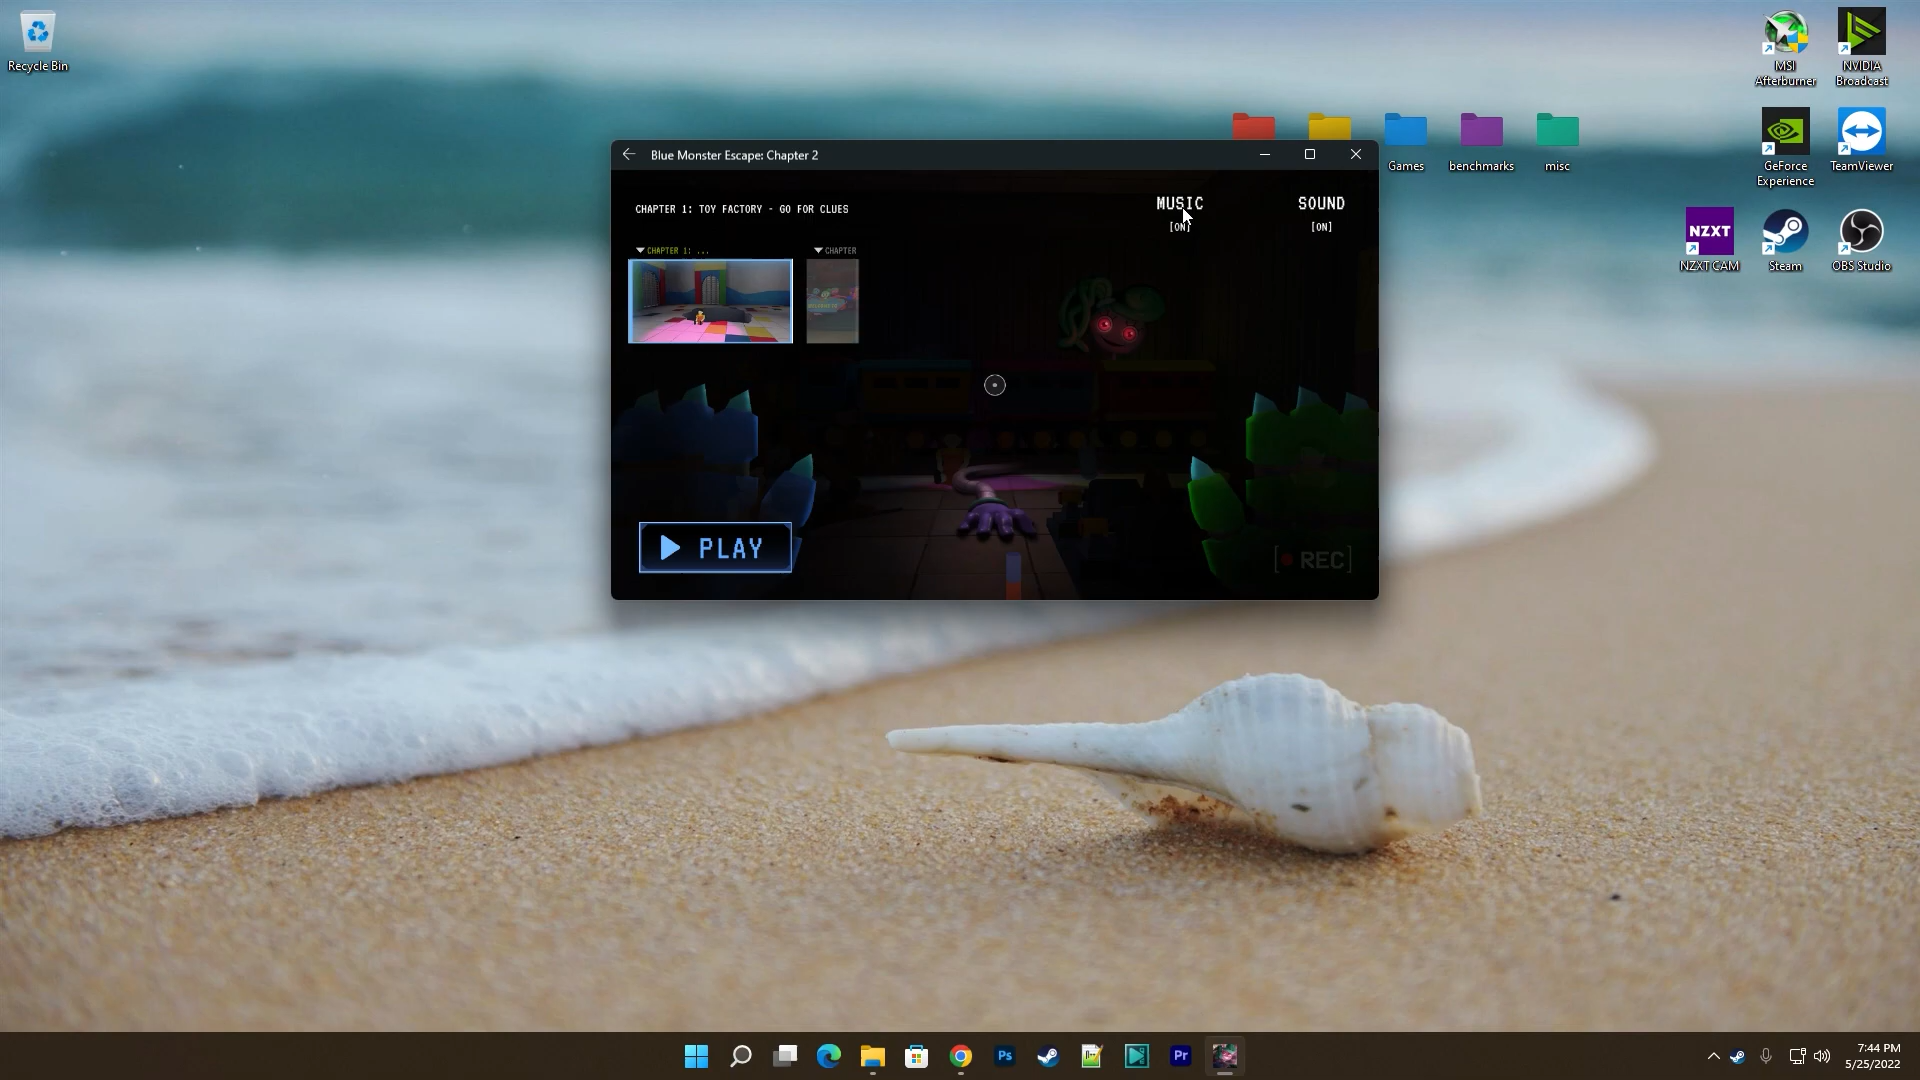 Recycle Bin
MSI
Afterburner
NVIDIA
Broadcast
Games
benchmarks
misc
GeForce
Experience
TeamViewer
NZXT
NZXT CAM
Steam
OBS Studio
Blue Monster Escape: Chapter 2
CHAPTER 1: TOY FACTORY - GO FOR CLUES
MUSIC
[ON]
SOUND
[ON]
CHAPTER 1: ...
CHAPTER
PLAY
[ REC]
Ps
Pr
7:44 PM
5/25/2022